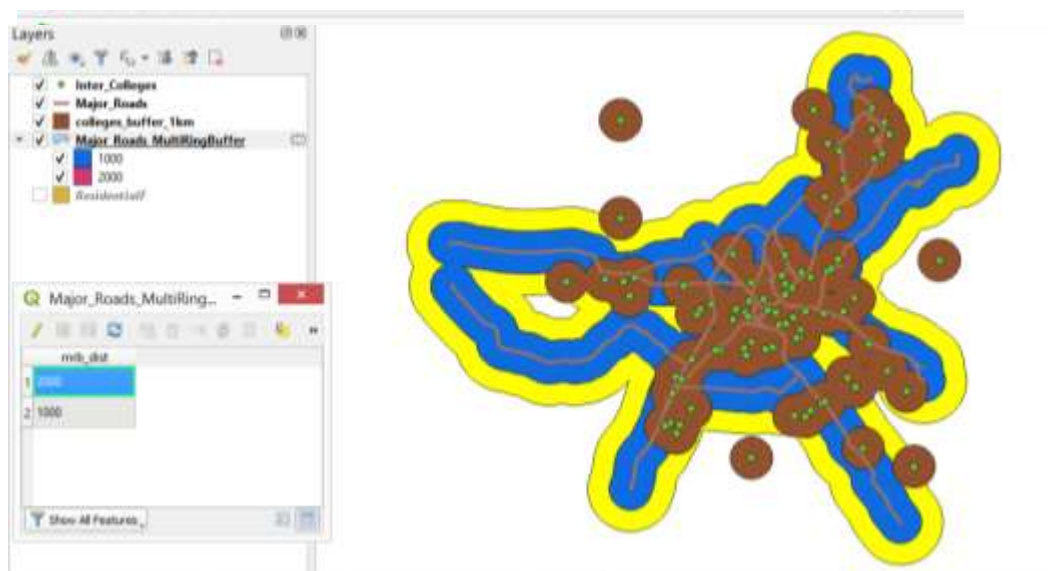 Layers
Inter_Colleges
Major_Roads
colleges_buffer_1km
Major_Roads_MultiRingBuffer
1000
2000
Residential
Major_Roads_MultiRing...
mrb_dist
1 2000
2 1000
Show All Features